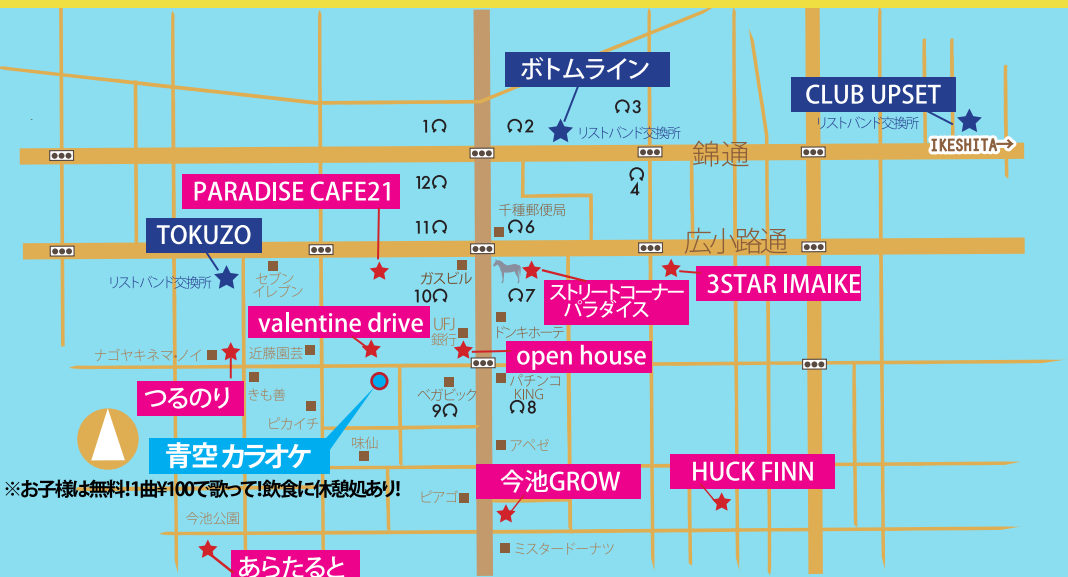 ボトムライン
CLUB UPSET
3
1
2
リストバンド交換所
リストバンド交換所
IKESHITA→
錦通
12
4
PARADISE CAFE21
千種郵便局
11
6
TOKUZO
広小路通
リストバンド交換所
セブン
イレブン
ガスビル
3STAR IMAIKE
10
7
ストリートコーナー
パラダイス
valentine drive
UFJ
銀行
ドンキホーテ
ナゴヤキネマ・ノイ
近藤園芸
open house
つるのり
きも善
ベガビック
パチンコ
KING
9
8
ピカイチ
青空 カラオケ
味仙
アペゼ
※お子様は無料!1曲¥100で歌って!飲食に休憩処あり!
今池GROW
HUCK FINN
ピアゴ
今池公園
ミスタードーナツ
あらたると